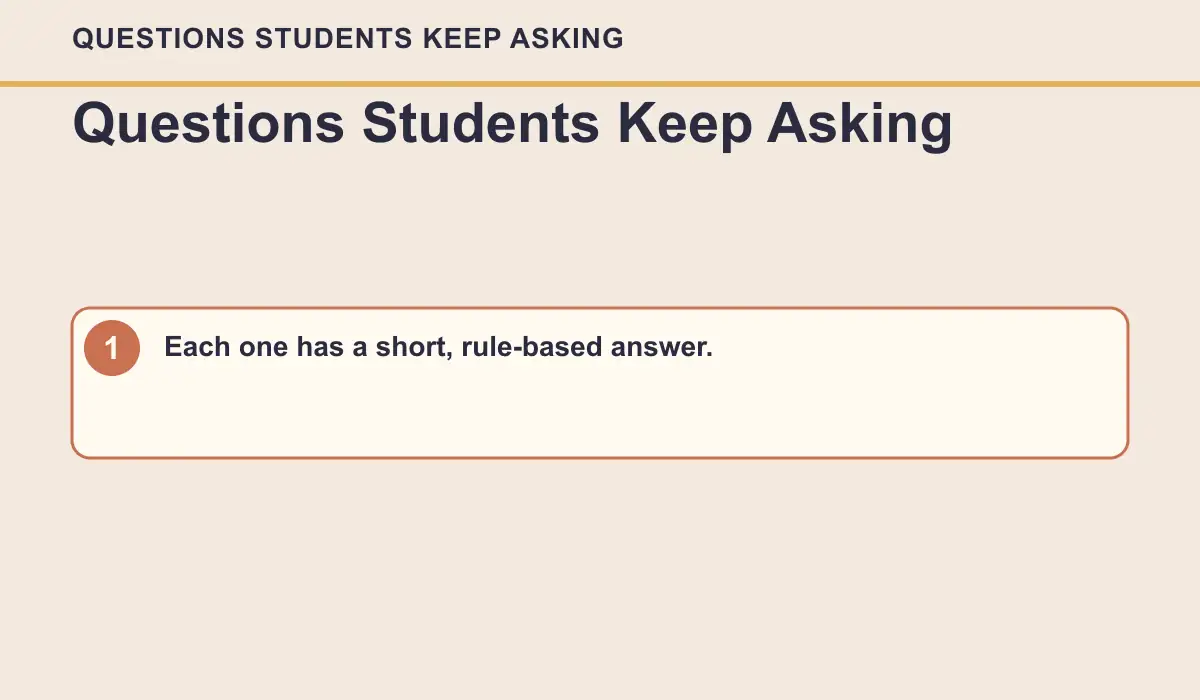 QUESTIONS STUDENTS KEEP ASKING
Questions Students Keep Asking
1
Each one has a short, rule-based answer.